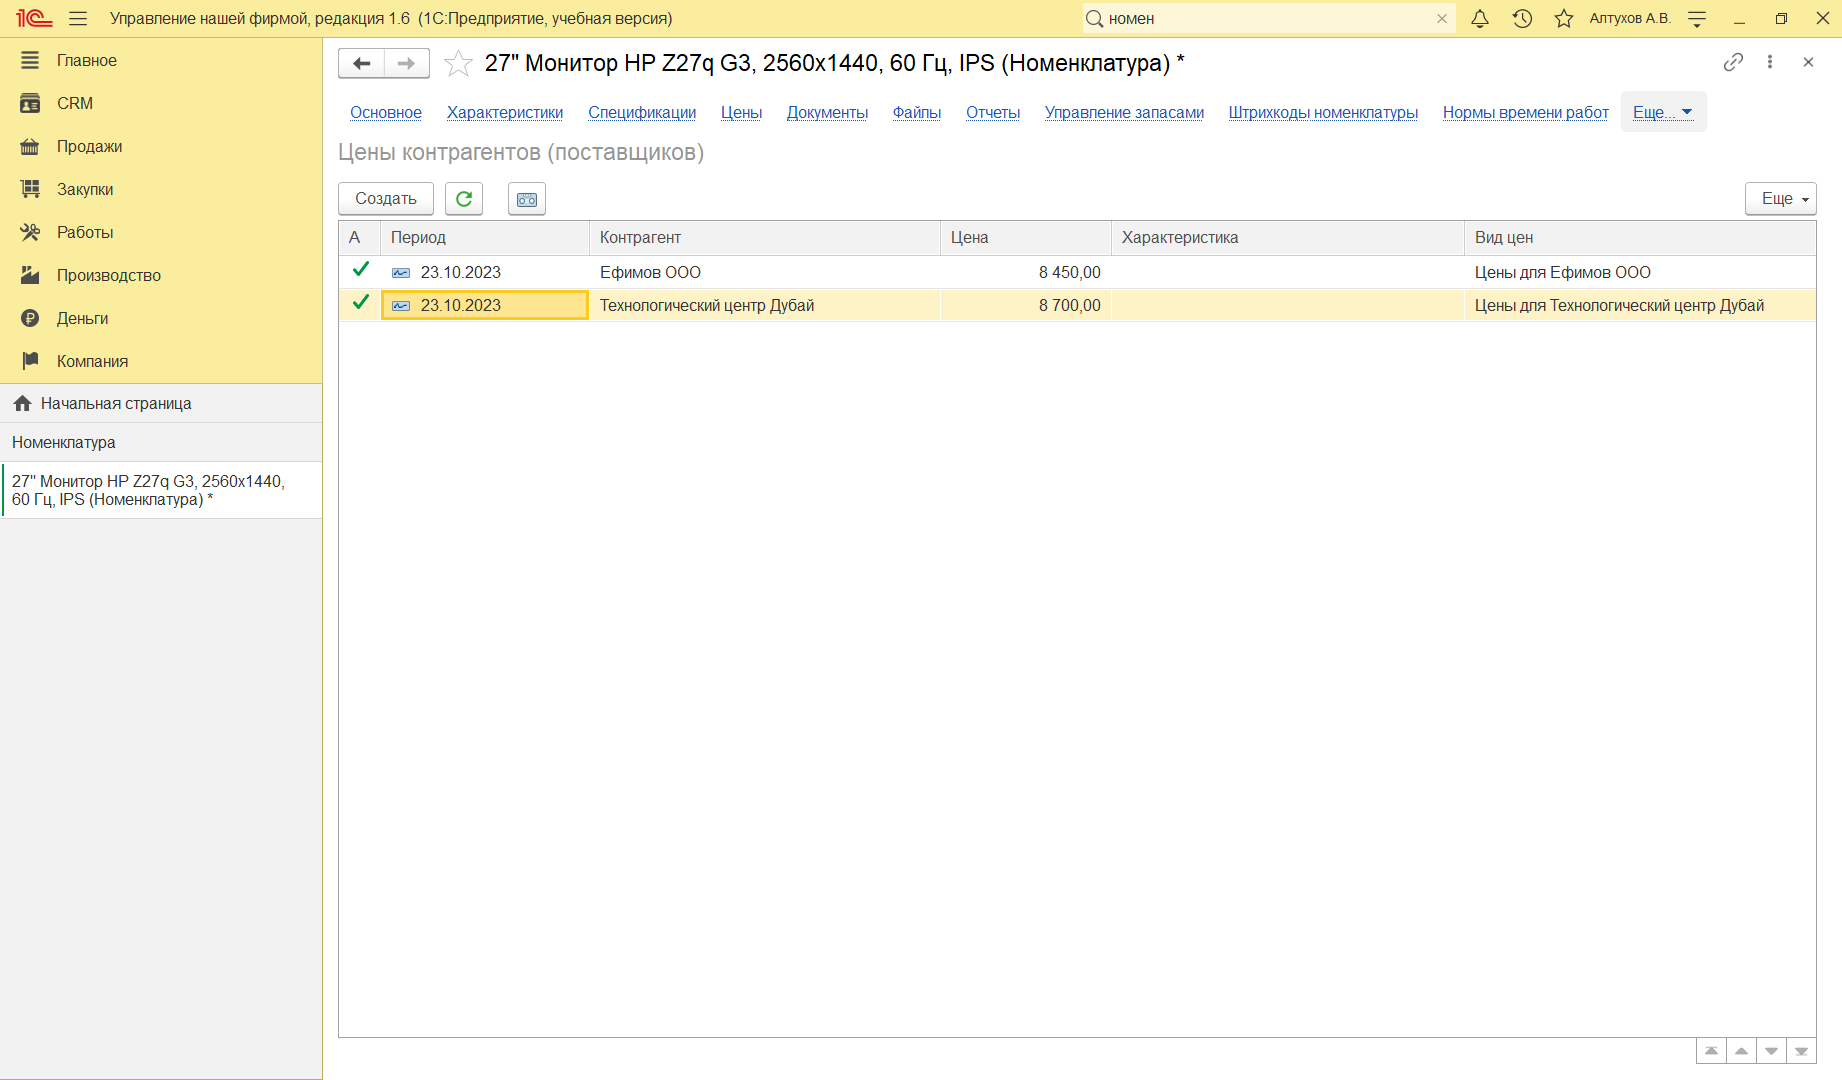 1С Управление нашей фирмой, редакция 1.6 (1С:Предприятие, учебная версия) номен Алтухов А.В.
Главное
CRM
Продажи
Закупки
Работы
Производство
Деньги
Компания
Начальная страница
Номенклатура
27" Монитор HP Z27q G3, 2560x1440,
60 Гц, IPS (Номенклатура) *
27" Монитор HP Z27q G3, 2560x1440, 60 Гц, IPS (Номенклатура) *
Основное Характеристики Спецификации Цены Документы Файлы Отчеты Управление запасами Штрихкоды номенклатуры Нормы времени работ Еще...
Цены контрагентов (поставщиков)
Создать Еще
А Период Контрагент Цена Характеристика Вид цен
23.10.2023 Ефимов ООО 8 450,00 Цены для Ефимов ООО
23.10.2023 Технологический центр Дубай 8 700,00 Цены для Технологический центр Дубай